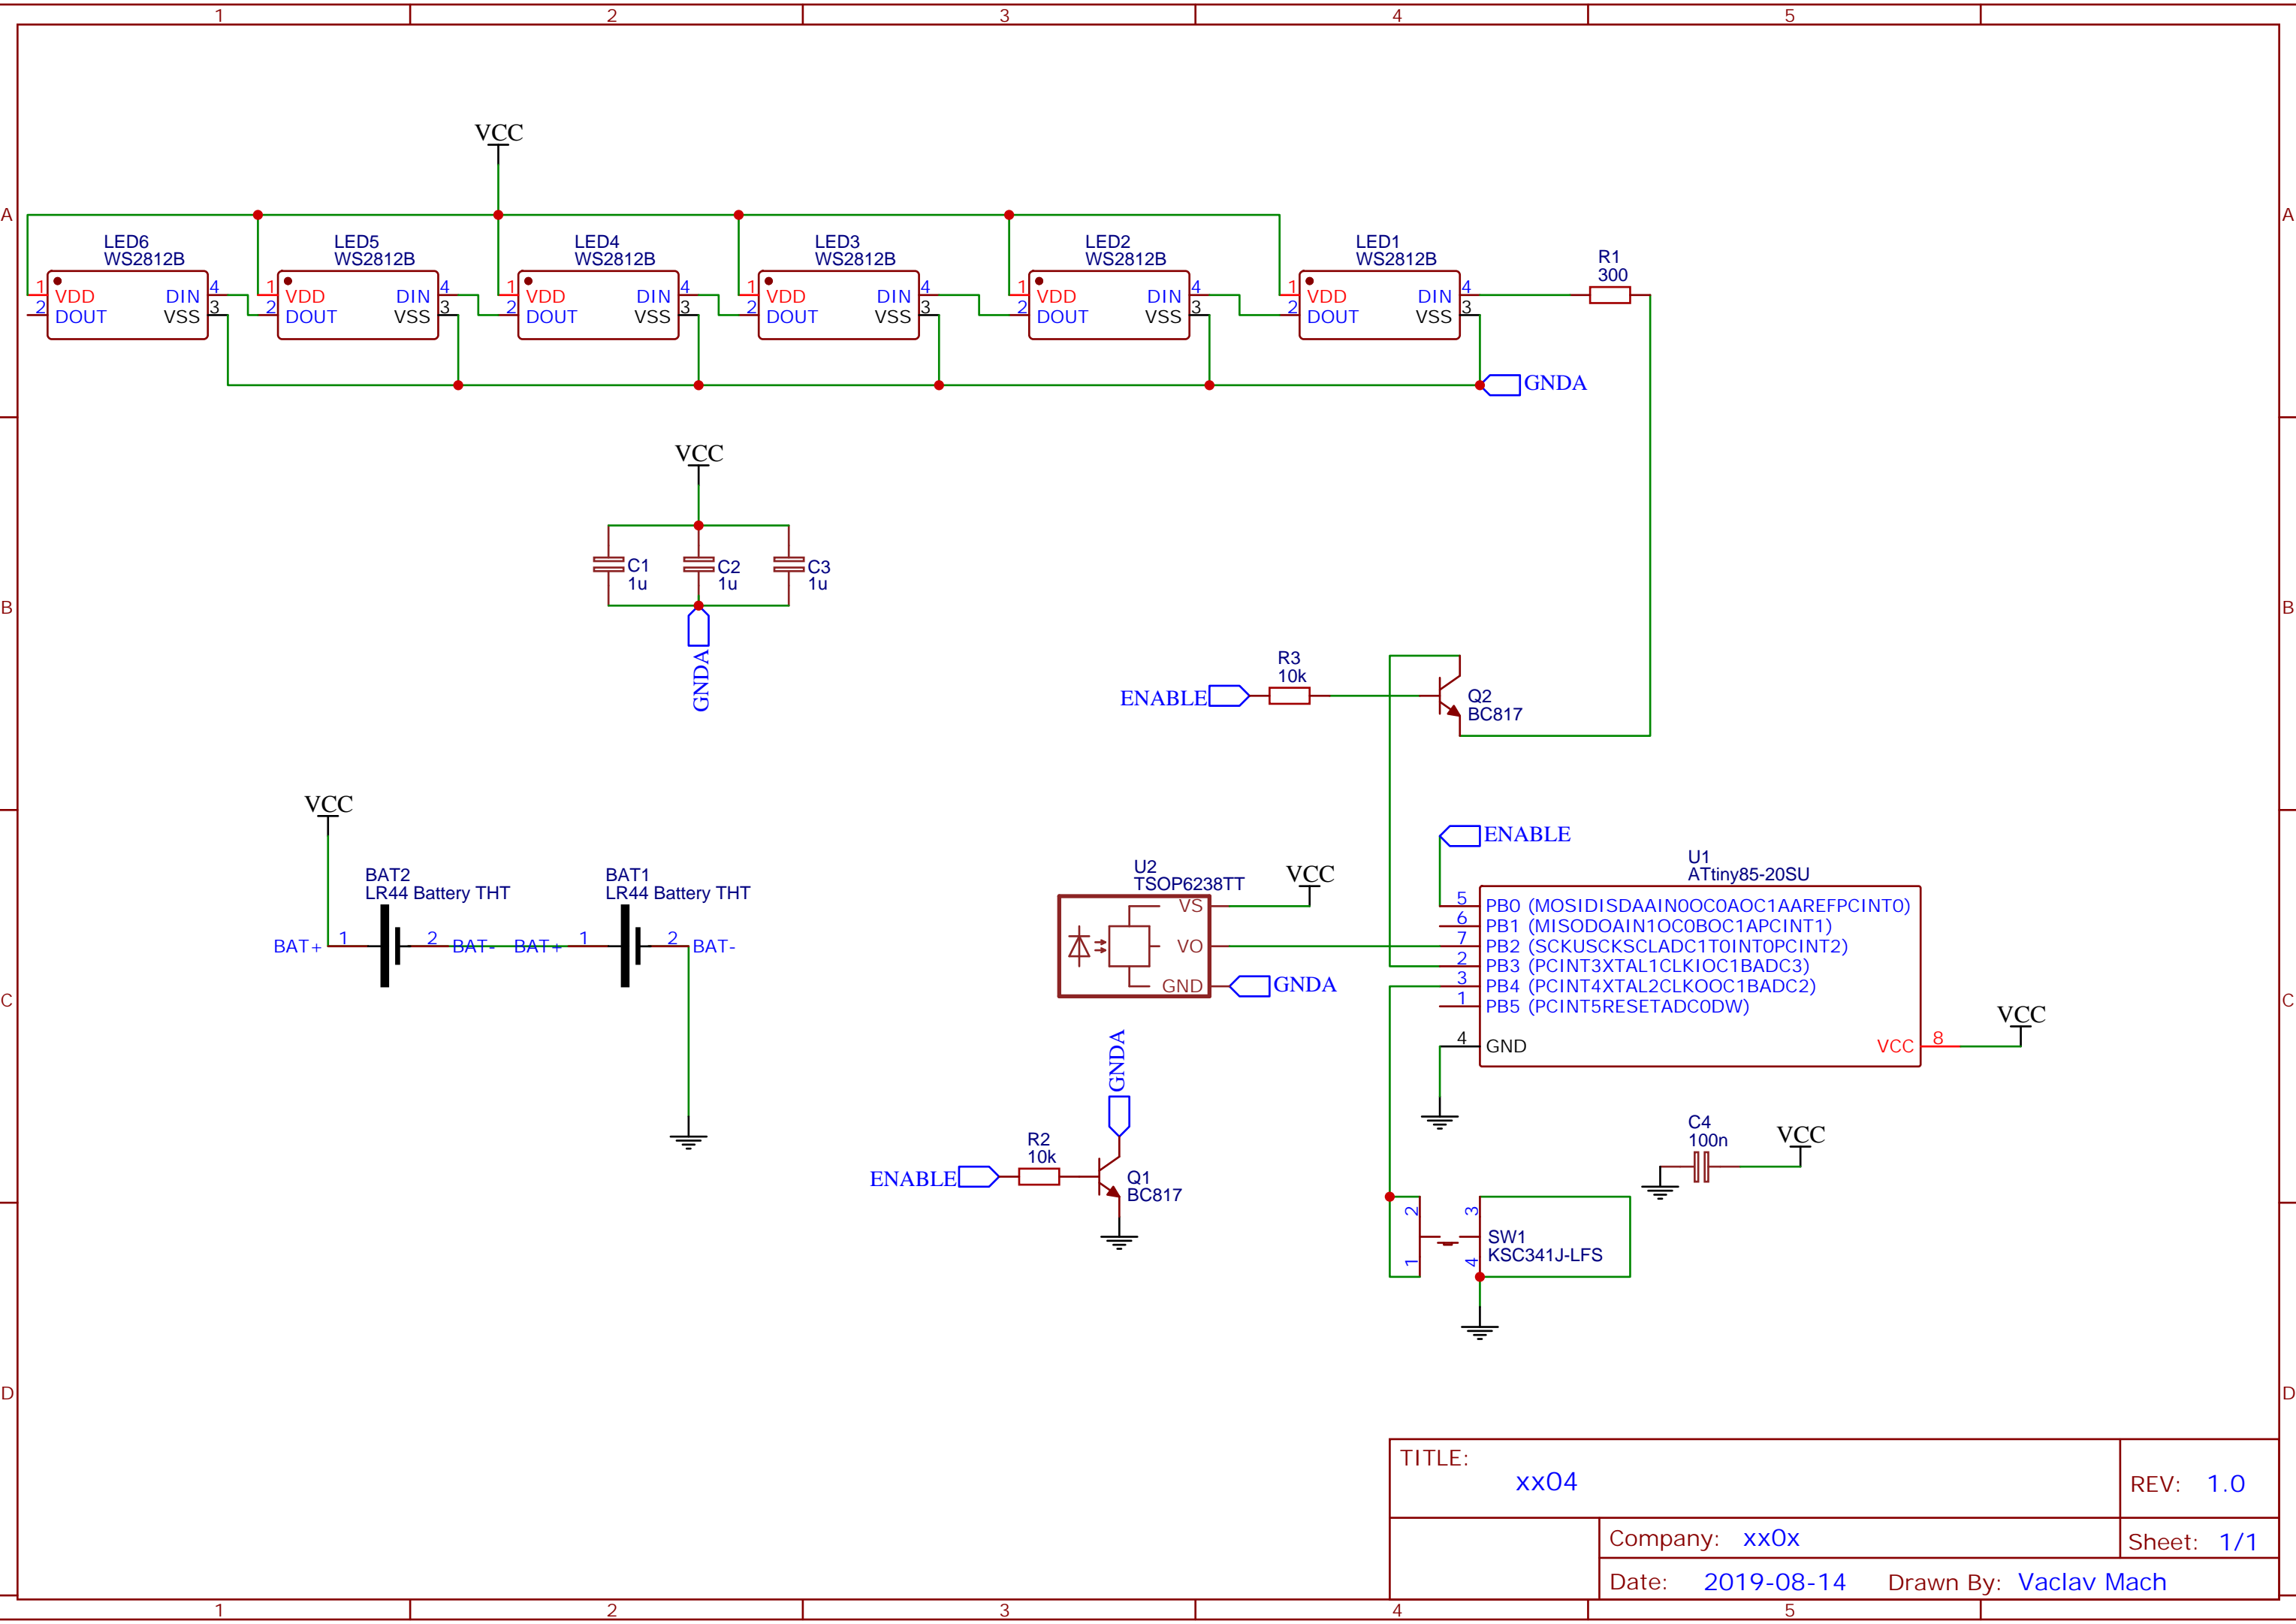 1 2 3 4 5
A A
VCC
LED6
WS2812B
1 VDD DIN 4
2 DOUT VSS 3
LED5
WS2812B
1 VDD DIN 4
2 DOUT VSS 3
LED4
WS2812B
1 VDD DIN 4
2 DOUT VSS 3
LED3
WS2812B
1 VDD DIN 4
2 DOUT VSS 3
LED2
WS2812B
1 VDD DIN 4
2 DOUT VSS 3
LED1
WS2812B
1 VDD DIN 4
2 DOUT VSS 3
R1
300
GNDA
VCC
C1
1u
C2
1u
C3
1u
GNDA
B B
ENABLE
R3
10k
Q2
BC817
VCC
BAT2
LR44 Battery THT
BAT+ 1 2 BAT-
BAT1
LR44 Battery THT
BAT+ 1 2 BAT-
U2
TSOP6238TT
VS
VO
GND
VCC
GNDA
ENABLE
U1
ATtiny85-20SU
5 PB0 (MOSIDISDAAIN0OC0AOC1AAREFPCINT0)
6 PB1 (MISODOAIN1OC0BOC1APCINT1)
7 PB2 (SCKUSCKSCLADC1T0INT0PCINT2)
2 PB3 (PCINT3XTAL1CLKIOC1BADC3)
3 PB4 (PCINT4XTAL2CLKOOC1BADC2)
1 PB5 (PCINT5RESETADC0DW)
4 GND VCC 8
VCC
C C
GNDA
ENABLE
R2
10k
Q1
BC817
C4
100n
VCC
2 3
1 4
SW1
KSC341J-LFS
D D
TITLE:
xx04
REV: 1.0
Company: xx0x
Sheet: 1/1
Date: 2019-08-14 Drawn By: Vaclav Mach
1 2 3 4 5